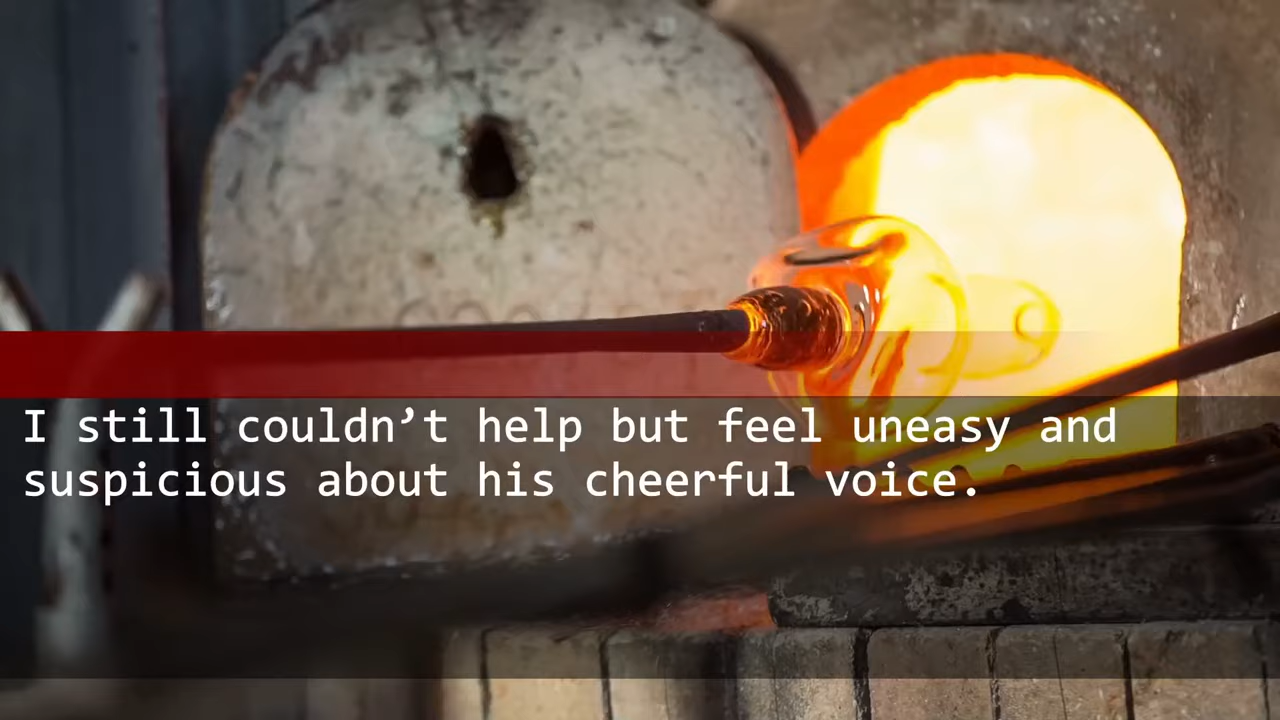 I still couldn’t help but feel uneasy and
suspicious about his cheerful voice.